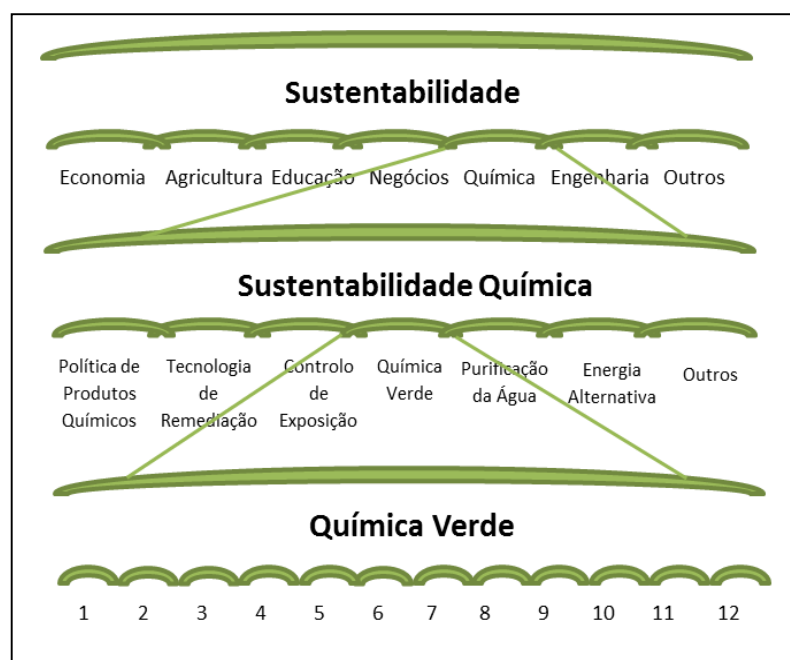 Sustentabilidade
Economia Agricultura Educação Negócios Química Engenharia Outros
Sustentabilidade Química
Política de
Produtos
Químicos
Tecnologia
de
Remediação
Controlo
de
Exposição
Química
Verde
Purificação
da Água
Energia
Alternativa
Outros
Química Verde
1 2 3 4 5 6 7 8 9 10 11 12